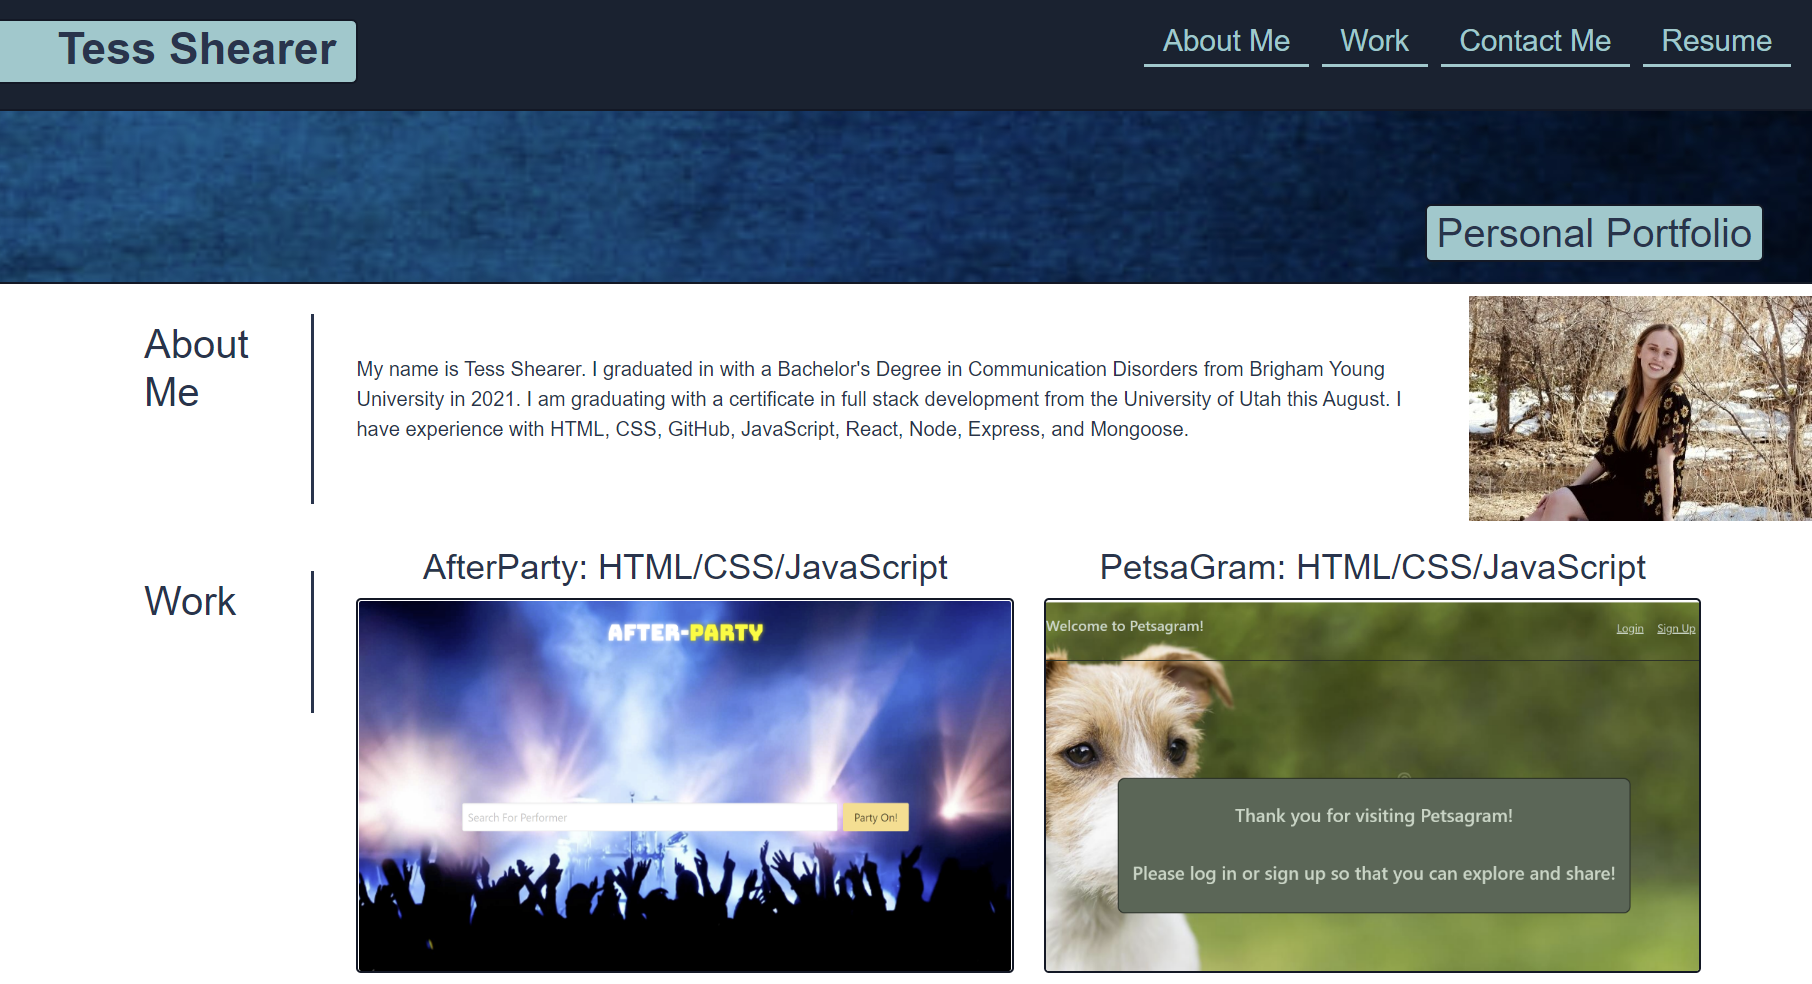 Tess Shearer
About Me
Work
Contact Me
Resume
Personal Portfolio
About
Me
My name is Tess Shearer. I graduated in with a Bachelor's Degree in Communication Disorders from Brigham Young
University in 2021. I am graduating with a certificate in full stack development from the University of Utah this August. I
have experience with HTML, CSS, GitHub, JavaScript, React, Node, Express, and Mongoose.
Work
AfterParty: HTML/CSS/JavaScript
AFTER-PARTY
Search For Performer
Party On!
PetsaGram: HTML/CSS/JavaScript
Welcome to Petsagram!
Login
Sign Up
Thank you for visiting Petsagram!
Please log in or sign up so that you can explore and share!